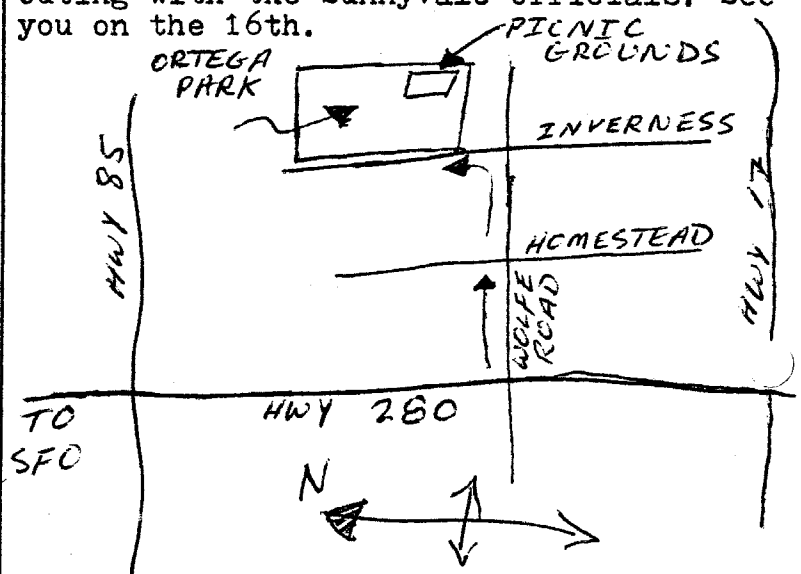 you on the 16th.
PICNIC
GROUNDS
ORTEGA
PARK
INVERNESS
HWY 85
HWY 17
HOMESTEAD
WOLFE
ROAD
HWY 280
TO
SFO
N